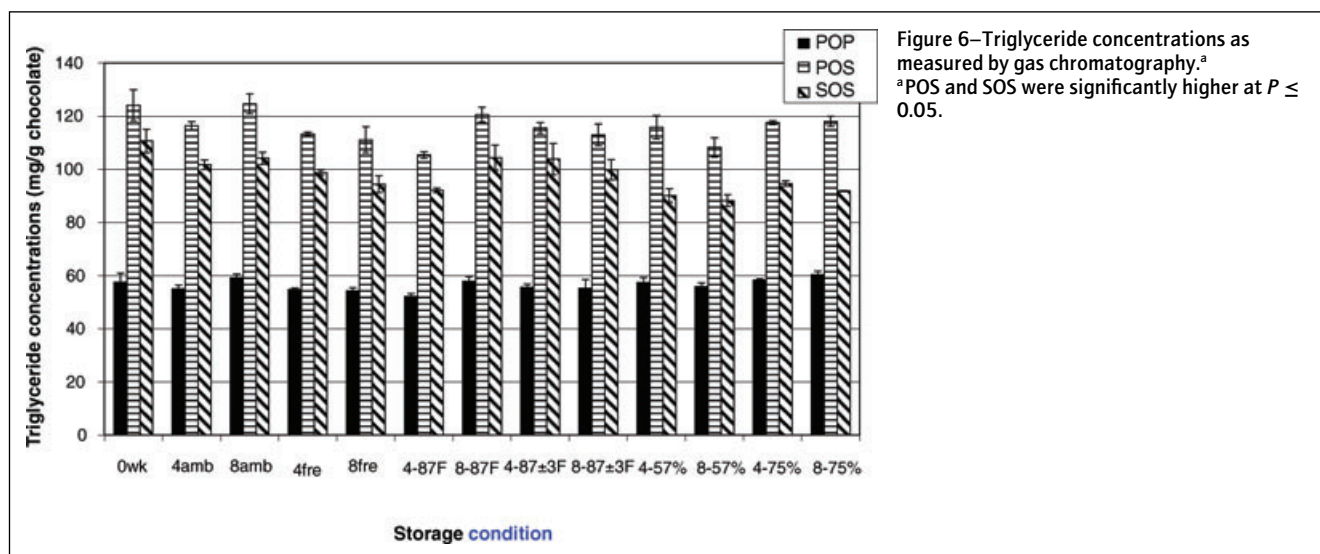 Triglyceride concentrations (mg/g chocolate)
140
120
100
80
60
40
20
0
0wk 4amb 8amb 4fre 8fre 4-87F 8-87F 4-87±3F 8-87±3F 4-57% 8-57% 4-75% 8-75%
Storage condition
POP
POS
SOS
Figure 6–Triglyceride concentrations as
measured by gas chromatography.ᵃ
ᵃPOS and SOS were significantly higher at P ≤
0.05.